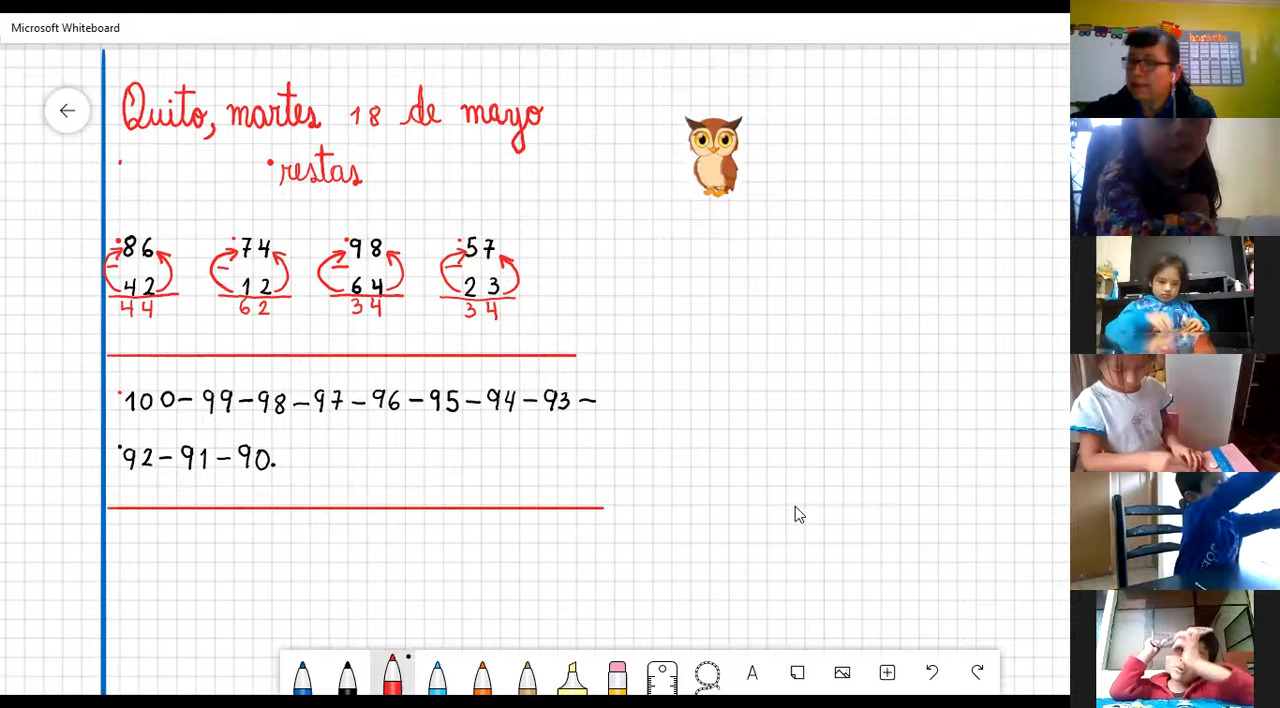 Microsoft Whiteboard
horario
Quito, martes 18 de mayo
restas
86 74 98 57
- - - -
42 12 64 23
44 62 34 34
100-99-98-97-96-95-94-93-
92-91-90.
A